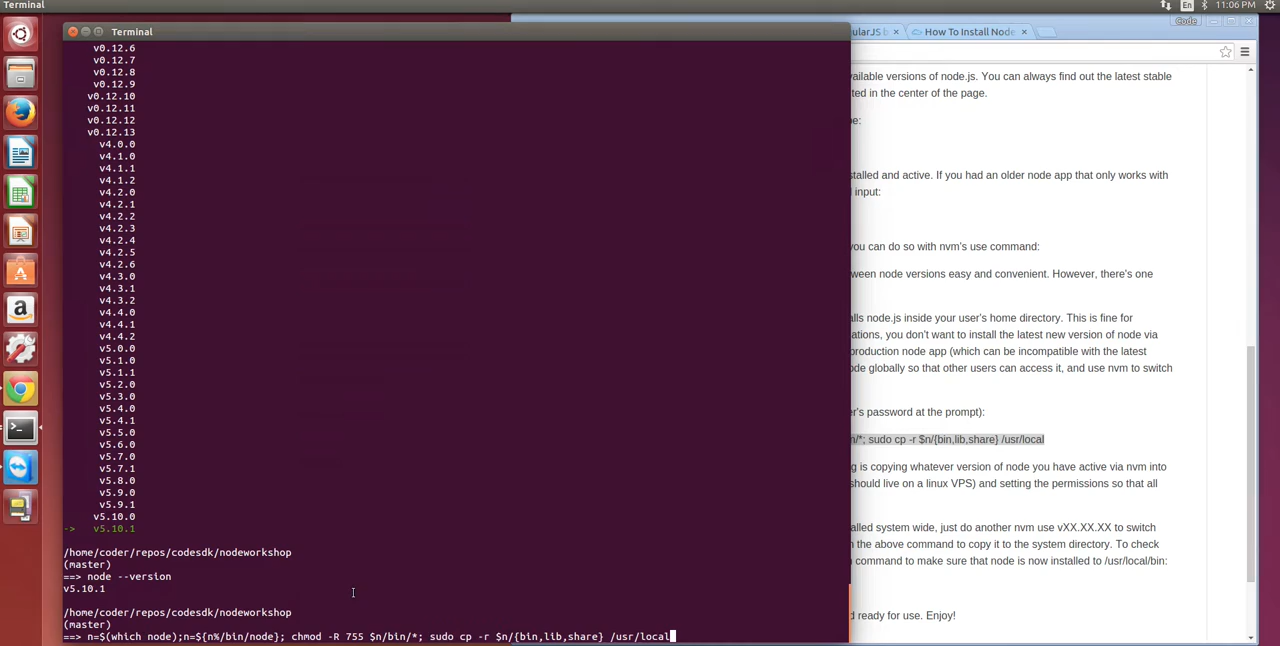 Terminal
En
11:06 PM
Terminal
Code
ularJS b
How To Install Node
v0.12.6
v0.12.7
v0.12.8
v0.12.9
v0.12.10
v0.12.11
v0.12.12
v0.12.13
v4.0.0
v4.1.0
v4.1.1
v4.1.2
v4.2.0
v4.2.1
v4.2.2
v4.2.3
v4.2.4
v4.2.5
v4.2.6
v4.3.0
v4.3.1
v4.3.2
v4.4.0
v4.4.1
v4.4.2
v5.0.0
v5.1.0
v5.1.1
v5.2.0
v5.3.0
v5.4.0
v5.4.1
v5.5.0
v5.6.0
v5.7.0
v5.7.1
v5.8.0
v5.9.0
v5.9.1
v5.10.0
-> v5.10.1
/home/coder/repos/codesdk/nodeworkshop
(master)
==> node --version
v5.10.1
/home/coder/repos/codesdk/nodeworkshop
(master)
==> n=$(which node);n=${n%/bin/node}; chmod -R 755 $n/bin/*; sudo cp -r $n/{bin,lib,share} /usr/local
vailable versions of node.js. You can always find out the latest stable
ted in the center of the page.
e:
stalled and active. If you had an older node app that only works with
l input:
you can do so with nvm's use command:
ween node versions easy and convenient. However, there's one
alls node.js inside your user's home directory. This is fine for
ations, you don't want to install the latest new version of node via
production node app (which can be incompatible with the latest
ode globally so that other users can access it, and use nvm to switch
er's password at the prompt):
n/*; sudo cp -r $n/{bin,lib,share} /usr/local
g is copying whatever version of node you have active via nvm into
should live on a linux VPS) and setting the permissions so that all
alled system wide, just do another nvm use vXX.XX.XX to switch
n the above command to copy it to the system directory. To check
n command to make sure that node is now installed to /usr/local/bin:
d ready for use. Enjoy!